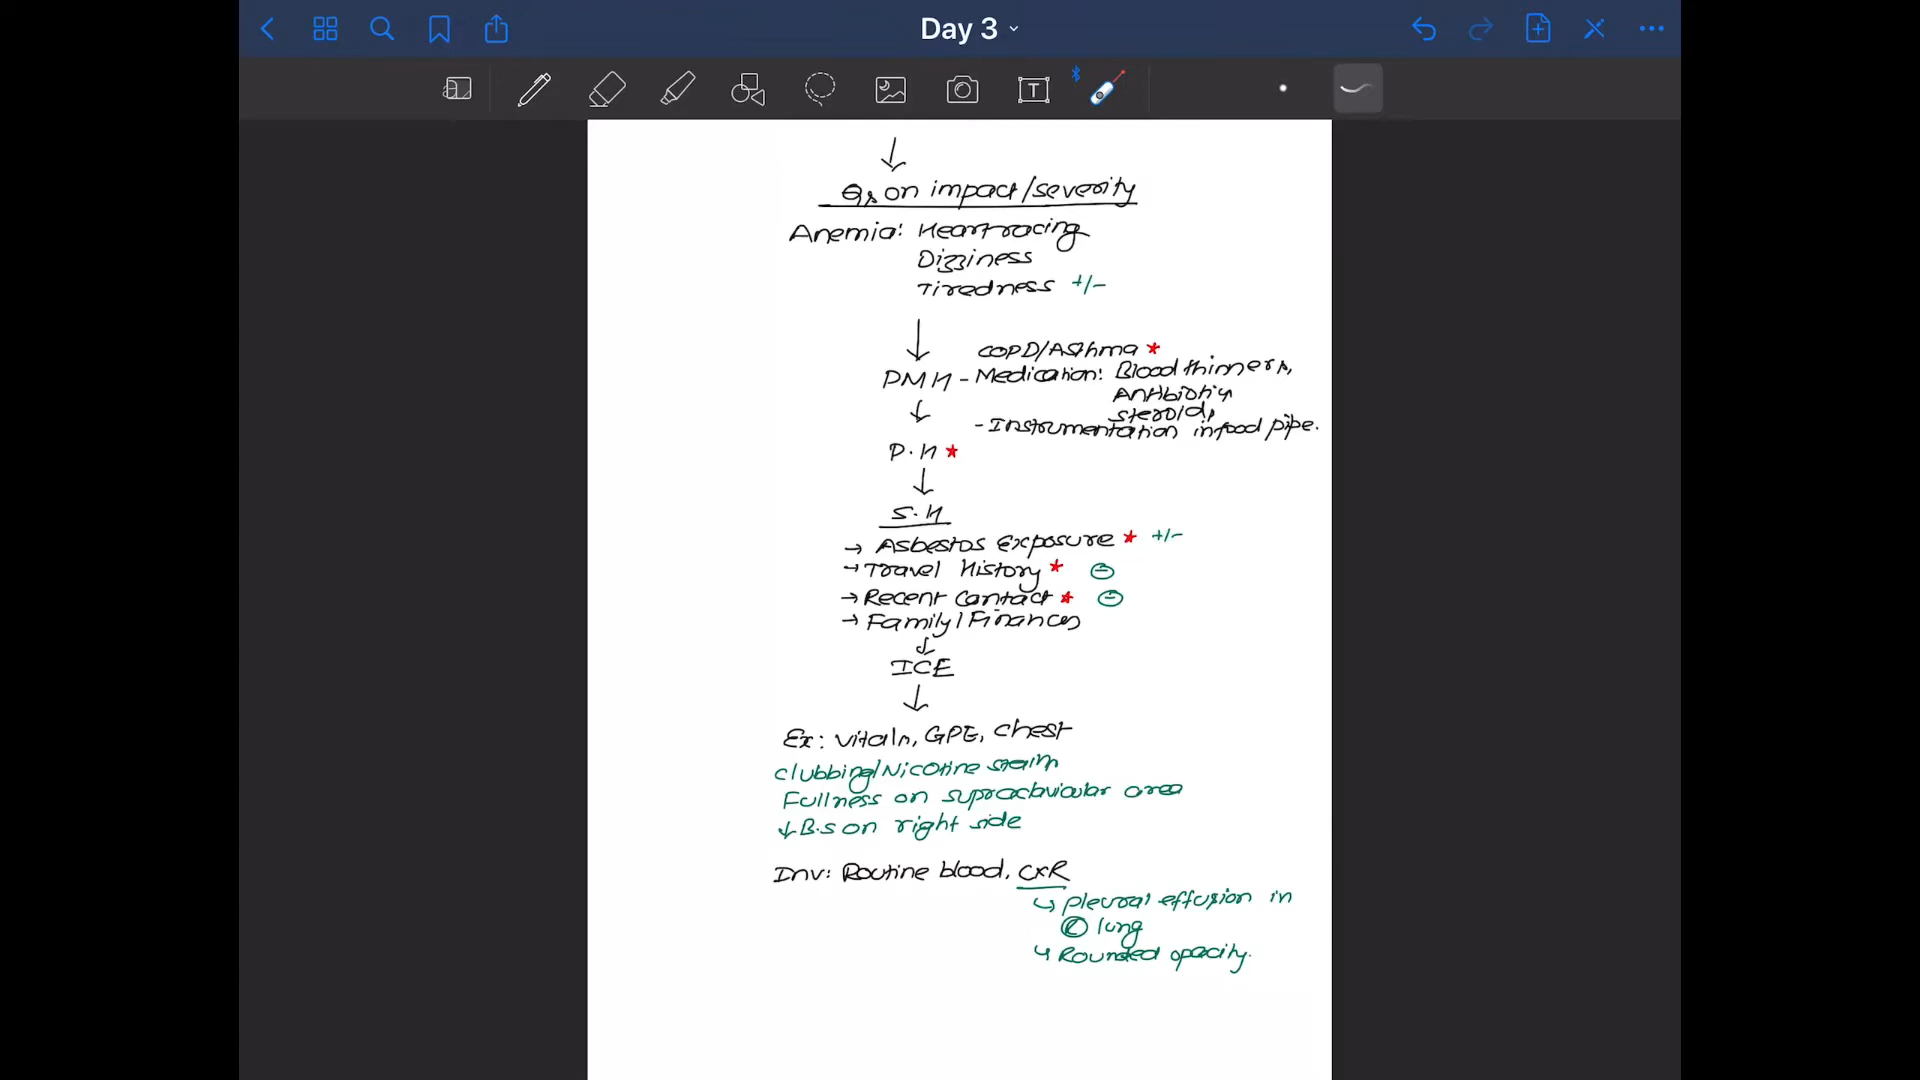 Day 3
↓
Qs on impact/severity
Anemia: Heart racing
Dizziness
Tiredness +/-
↓
COPD/Asthma *
PMH - Medication: Blood thinners,
Antibiotics
steroids
↓
- Instrumentation in food pipe.
P.H *
↓
S.H
→ Asbestos Exposure * +/-
→ Travel History * ⊖
→ Recent Contact * ⊖
→ Family/Finances
↓
ICE
↓
Ex: Vitals, GPE, chest
clubbing/Nicotine stains
Fullness on supraclavicular area
↓ B.S on right side
Inv: Routine blood, CXR
↳ pleural effusion in
Ⓡ lung
↳ Rounded opacity.